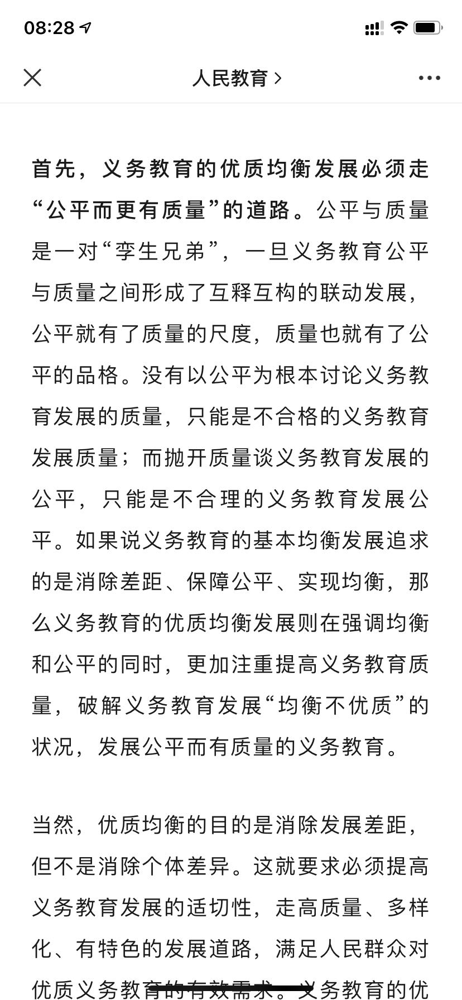 08:28
人民教育
首先，义务教育的优质均衡发展必须走
“公平而更有质量”的道路。公平与质量
是一对“孪生兄弟”，一旦义务教育公平
与质量之间形成了互释互构的联动发展，
公平就有了质量的尺度，质量也就有了公
平的品格。没有以公平为根本讨论义务教
育发展的质量，只能是不合格的义务教育
发展质量；而抛开质量谈义务教育发展的
公平，只能是不合理的义务教育发展公
平。如果说义务教育的基本均衡发展追求
的是消除差距、保障公平、实现均衡，那
么义务教育的优质均衡发展则在强调均衡
和公平的同时，更加注重提高义务教育质
量，破解义务教育发展“均衡不优质”的
状况，发展公平而有质量的义务教育。
当然，优质均衡的目的是消除发展差距，
但不是消除个体差异。这就要求必须提高
义务教育发展的适切性，走高质量、多样
化、有特色的发展道路，满足人民群众对
优质义务教育的有效需求。义务教育的优